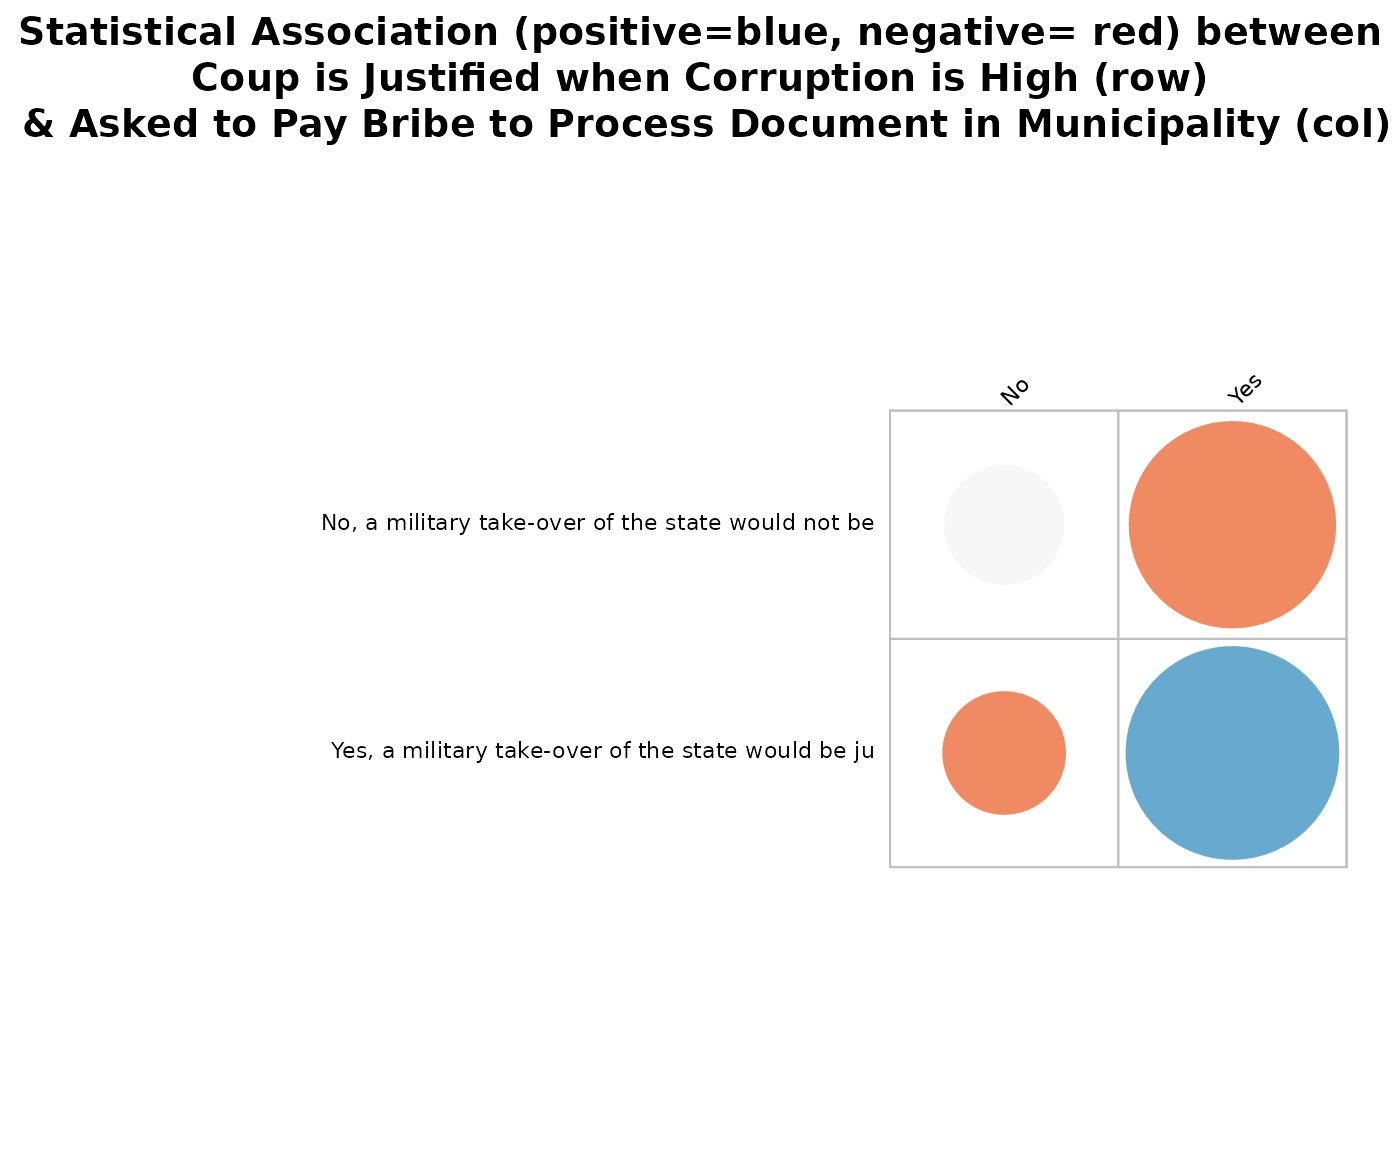 Statistical Association (positive=blue, negative= red) between
Coup is Justified when Corruption is High (row)
& Asked to Pay Bribe to Process Document in Municipality (col)
No
Yes
No, a military take-over of the state would not be
Yes, a military take-over of the state would be ju